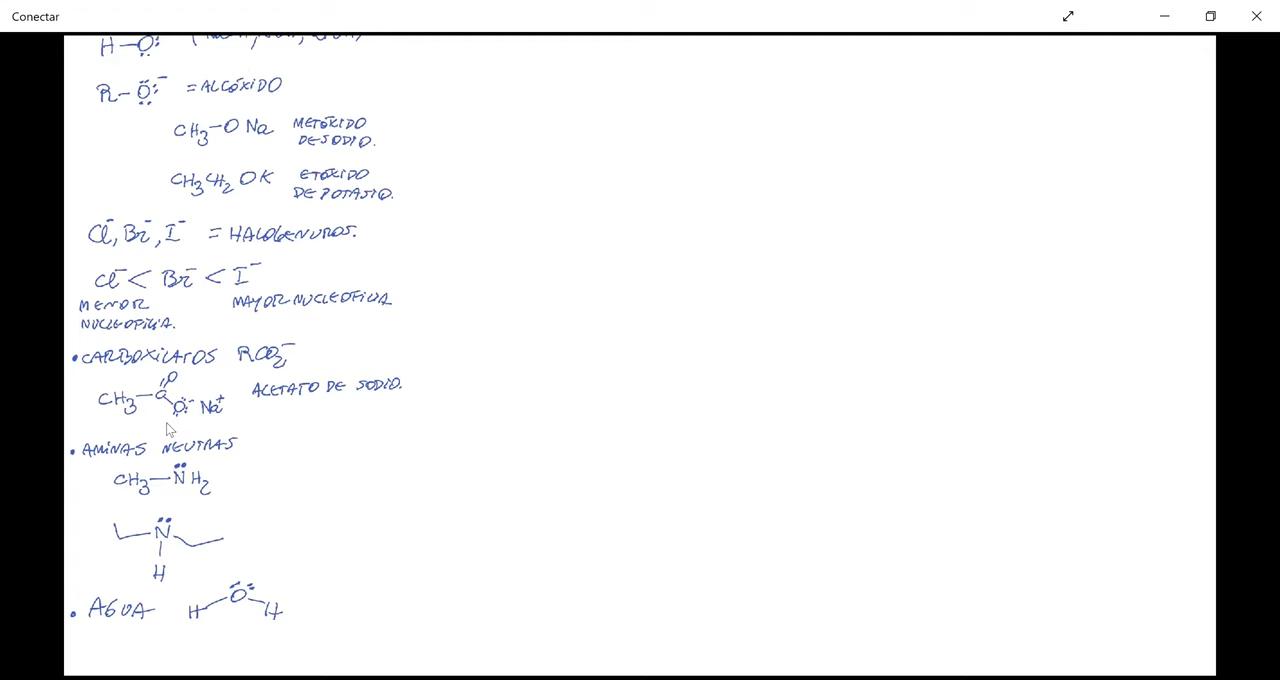 Conectar
H–O:
R–O:⁻ = ALCÓXIDO
CH3–O Na METÓXIDO
DE SODIO.
CH3CH2OK ETÓXIDO
DE POTASIO.
Cl⁻, Br⁻, I⁻ = HALOGENUROS.
Cl⁻ < Br⁻ < I⁻
MENOR
NUCLEOFILIA.
MAYOR NUCLEOFILIA
• CARBOXILATOS RCO2⁻
O
CH3–C
O:⁻ Na⁺
ACETATO DE SODIO.
• AMINAS NEUTRAS
CH3–NH2
N
H
• AGUA H O H